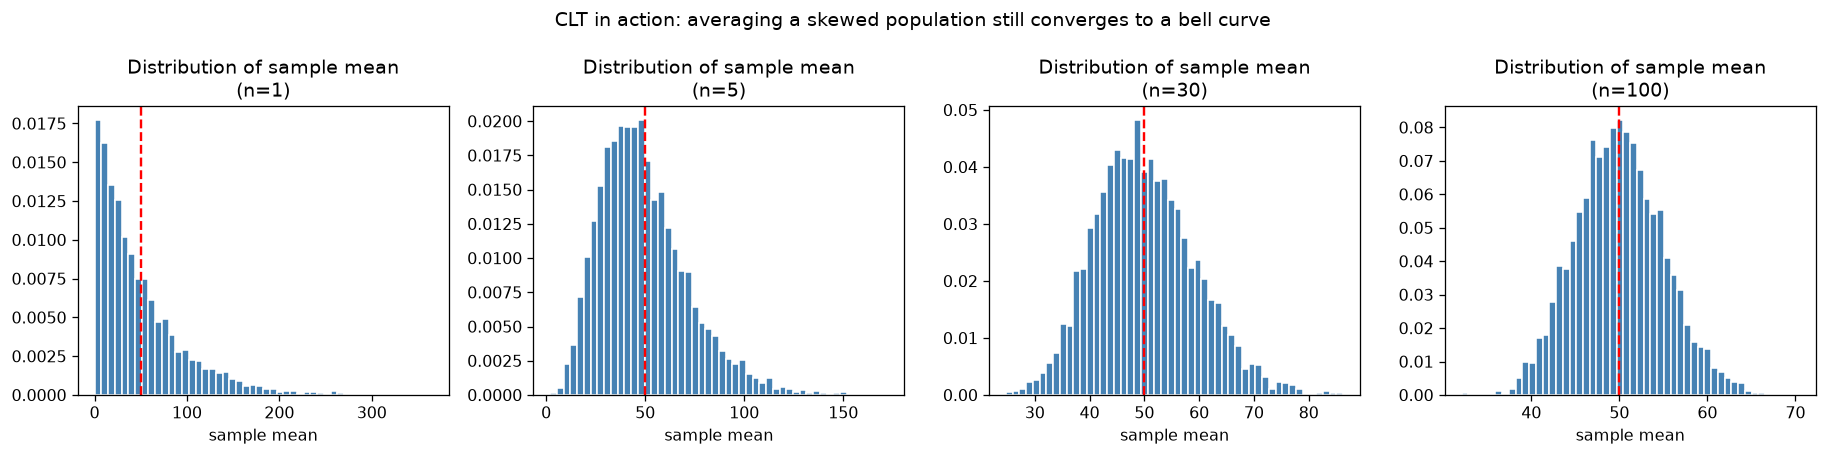 CLT in action: averaging a skewed population still converges to a bell curve
Distribution of sample mean
(n=1)
0.0175
0.0150
0.0125
0.0100
0.0075
0.0050
0.0025
0.0000
0 100 200 300
sample mean
Distribution of sample mean
(n=5)
0.0200
0.0175
0.0150
0.0125
0.0100
0.0075
0.0050
0.0025
0.0000
0 50 100 150
sample mean
Distribution of sample mean
(n=30)
0.05
0.04
0.03
0.02
0.01
0.00
30 40 50 60 70 80
sample mean
Distribution of sample mean
(n=100)
0.08
0.07
0.06
0.05
0.04
0.03
0.02
0.01
0.00
40 50 60 70
sample mean